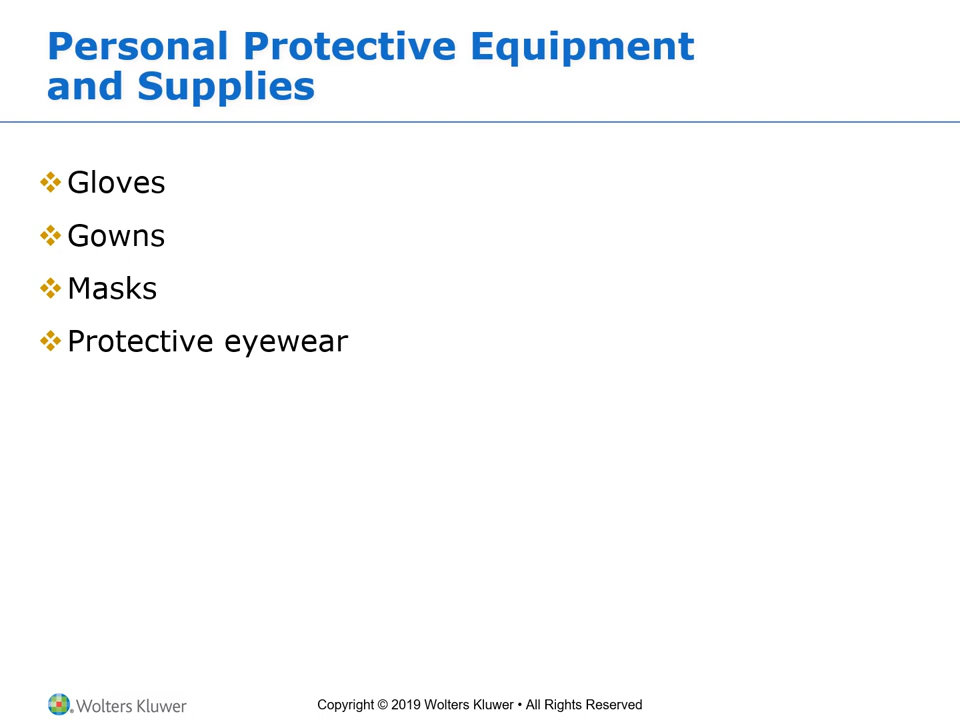 Personal Protective Equipment
and Supplies
❖Gloves
❖Gowns
❖Masks
❖Protective eyewear
Wolters Kluwer
Copyright © 2019 Wolters Kluwer • All Rights Reserved